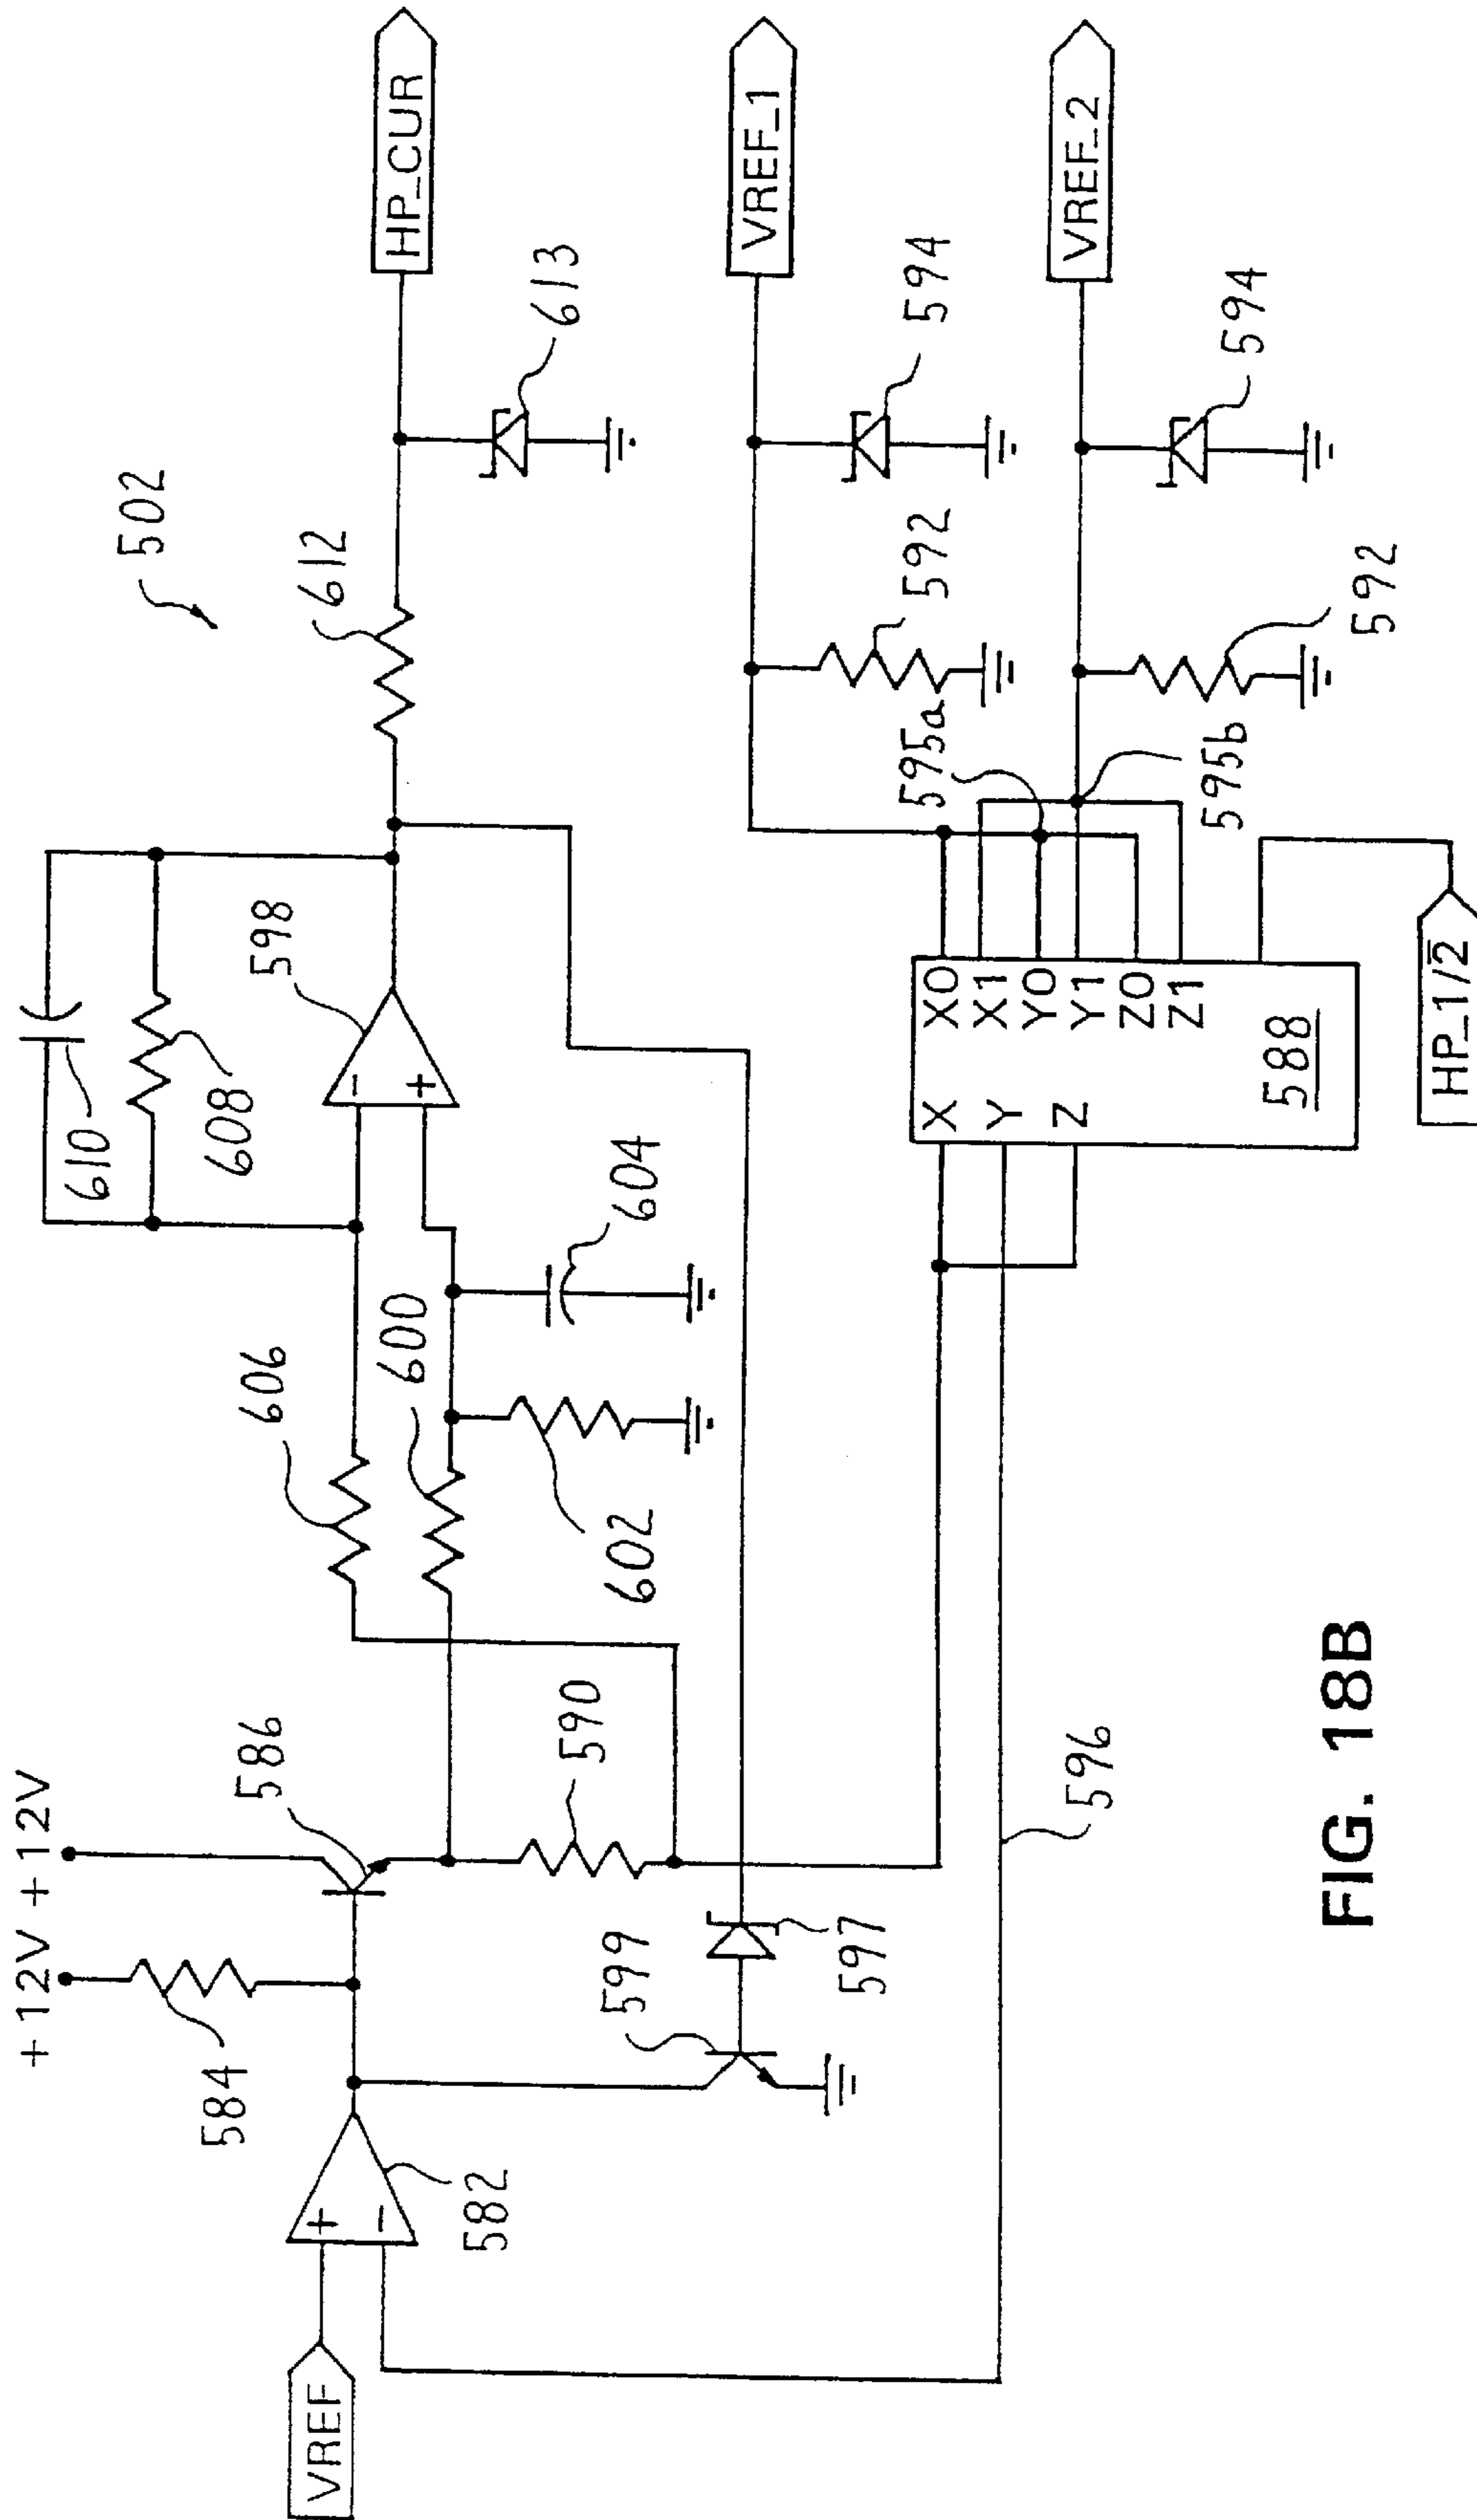 502
+12V +12V
HP_CUR
610
608
598
612
613
606
600
604
602
586
584
590
599
597
VREF
582
VREF_1
594
592
595a
X X0
X1
Y Y0
Y1
Z Z0
Z1
588
VREF_2
594
592
595b
596
HP_1/2̅
FIG. 18B